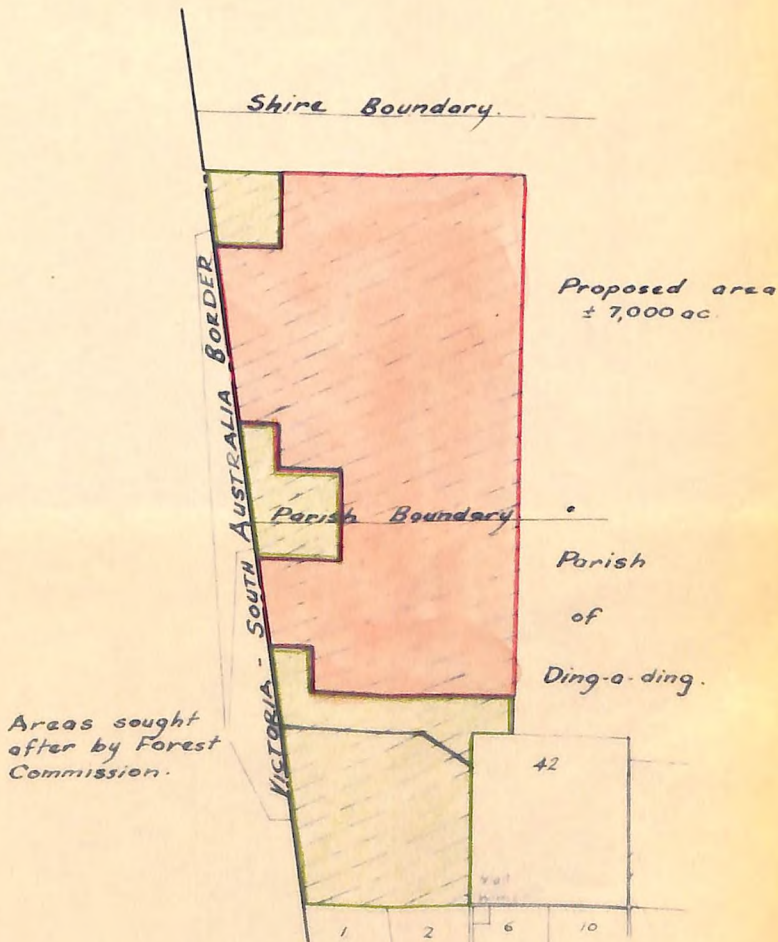 Shire Boundary.
VICTORIA - SOUTH AUSTRALIA BORDER
Proposed area
± 7,000 ac
Parish Boundary
Parish
of
Ding-a-ding.
Areas sought
after by Forest
Commission.
42
1 2 6 10